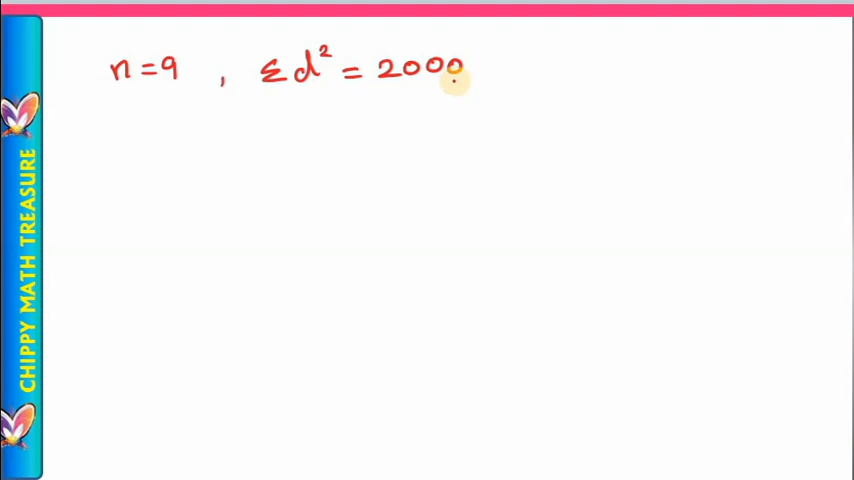 n = 9 , Σd² = 2000
CHIPPY MATH TREASURE